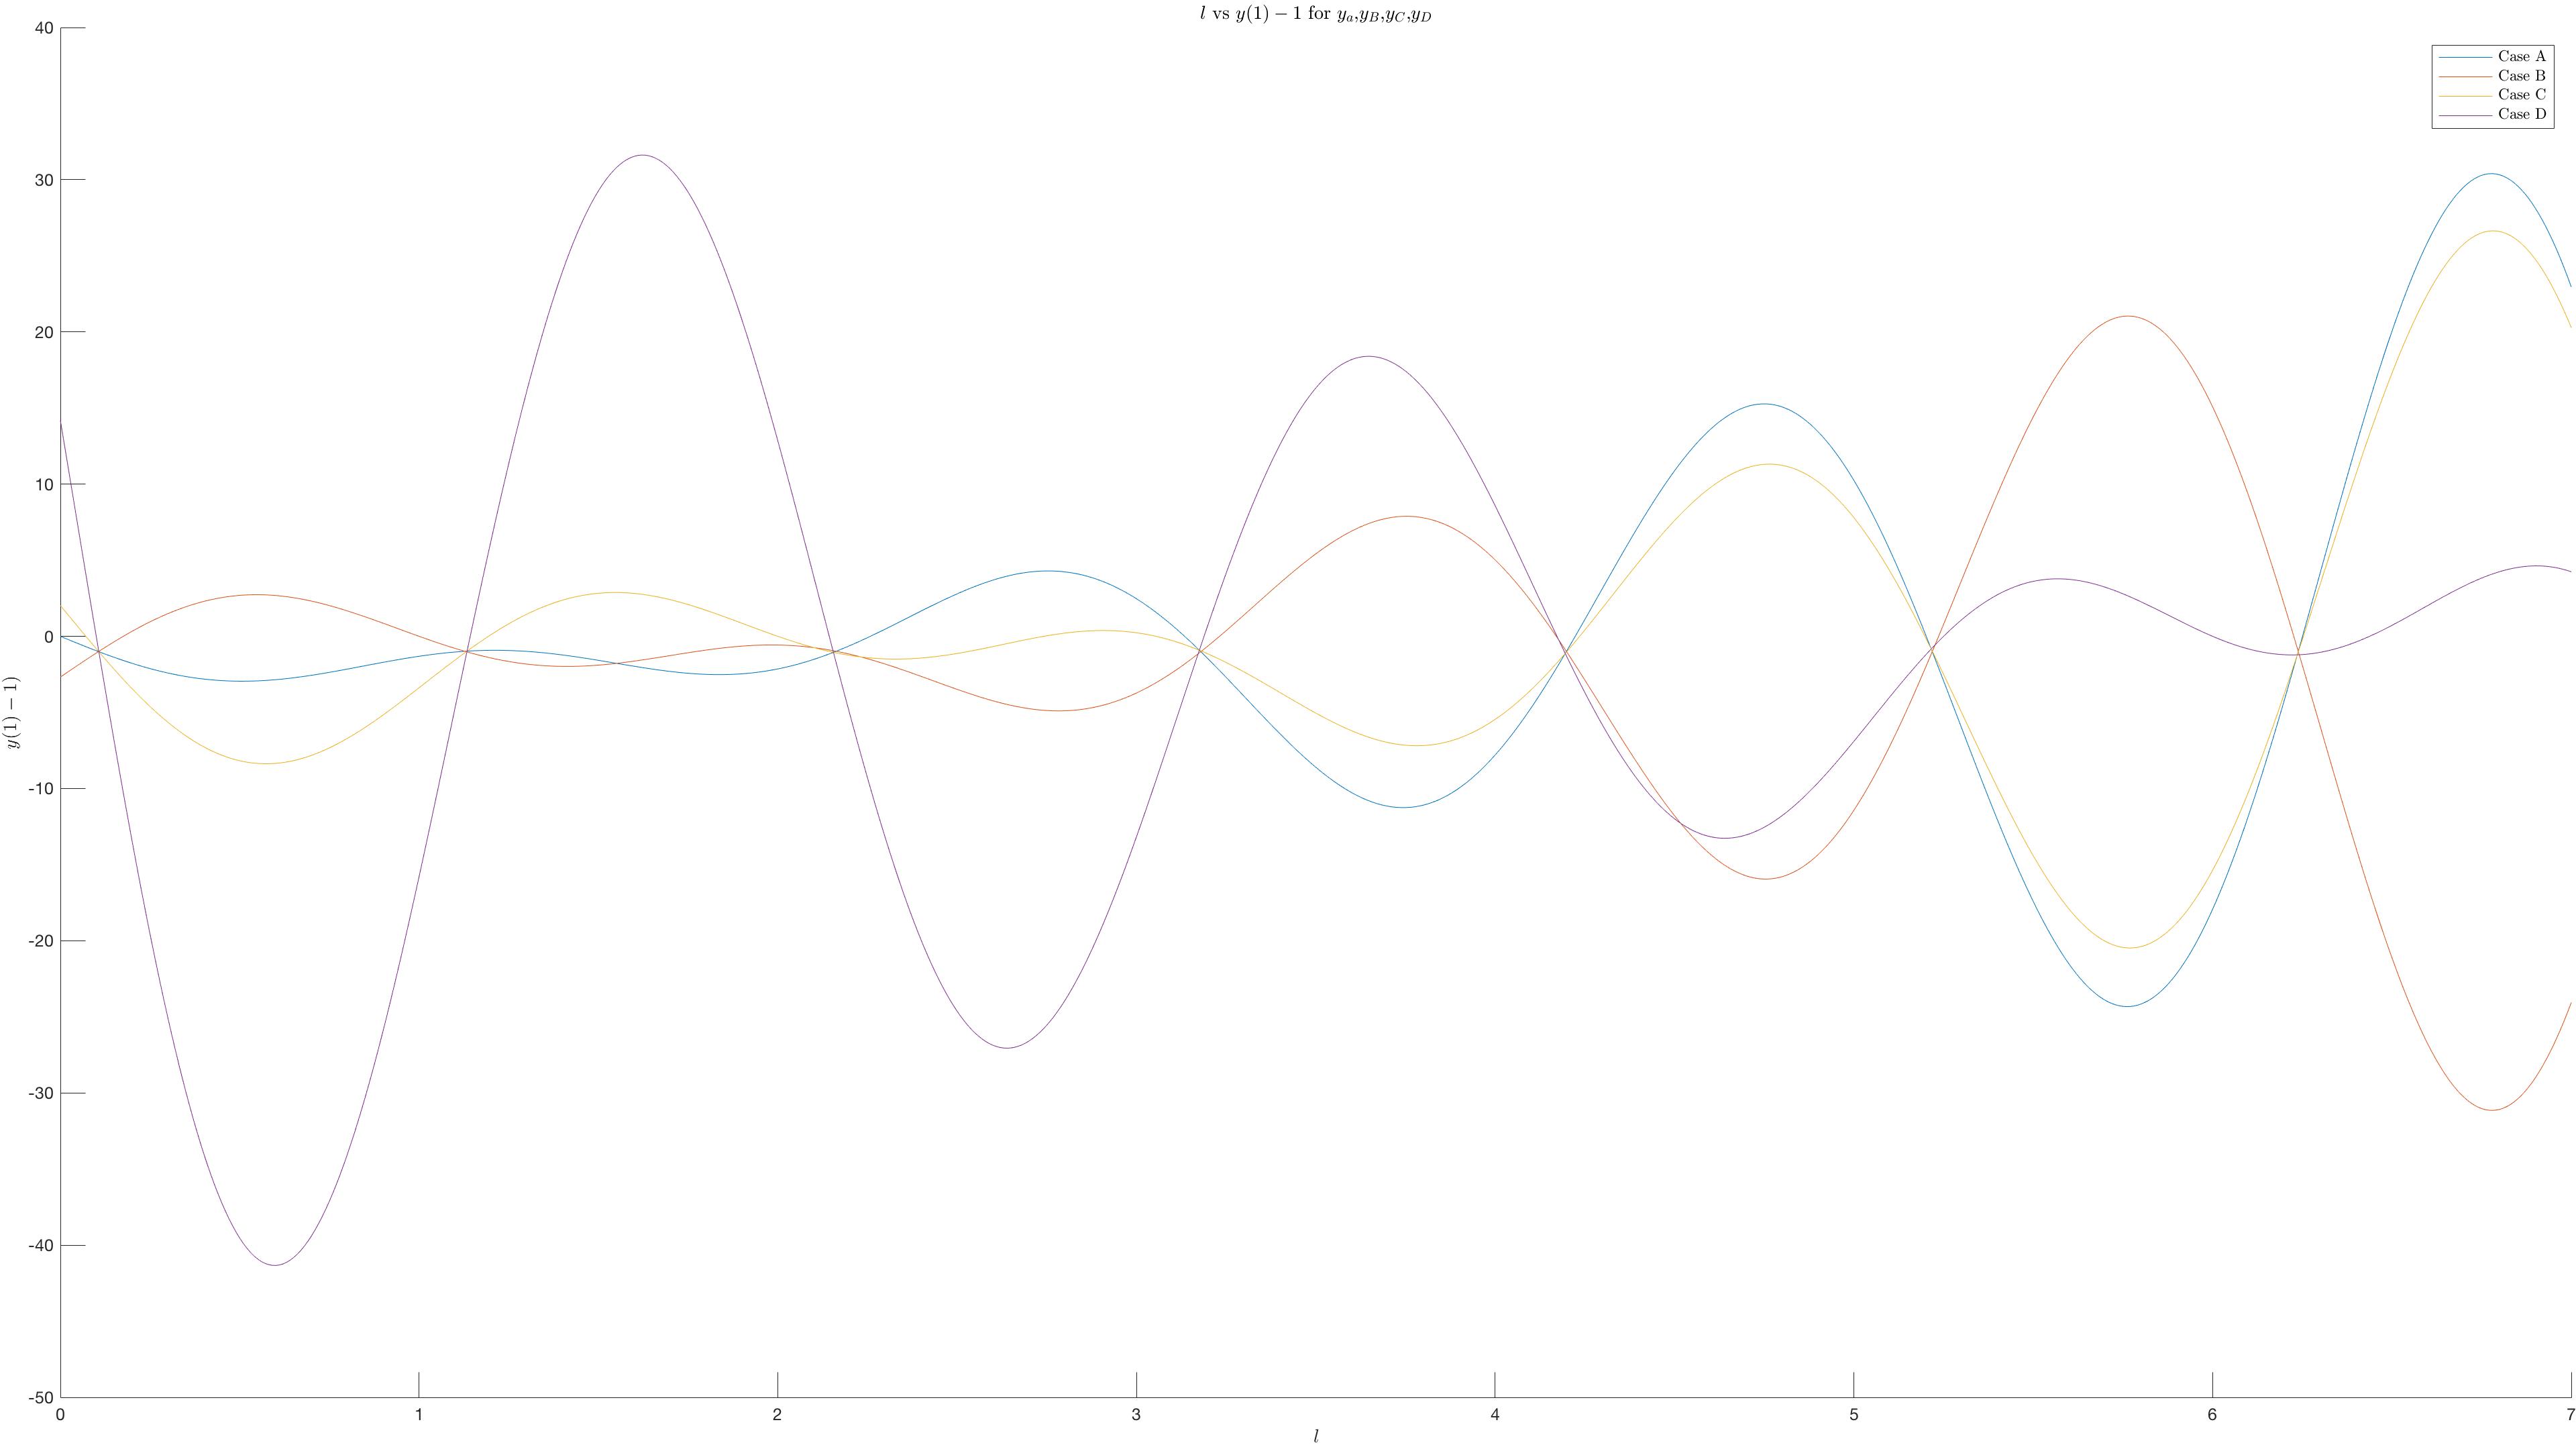 l vs y(1) − 1 for y_a,y_B,y_C,y_D
Case A
Case B
Case C
Case D
40
30
20
10
0
-10
-20
-30
-40
-50
y(1) − 1)
0 1 2 3 4 5 6 7
l